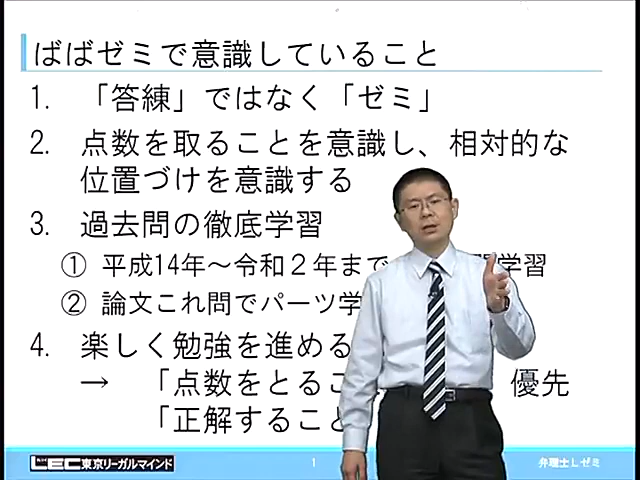 ばばゼミで意識していること
1. 「答練」ではなく「ゼミ」
2. 点数を取ることを意識し、相対的な
位置づけを意識する
3. 過去問の徹底学習
① 平成14年～令和２年まで 学習
② 論文これ問でパーツ学
4. 楽しく勉強を進める
→ 「点数をとるこ 優先
「正解すること
LEC東京リーガルマインド 1 弁理士Lゼミ